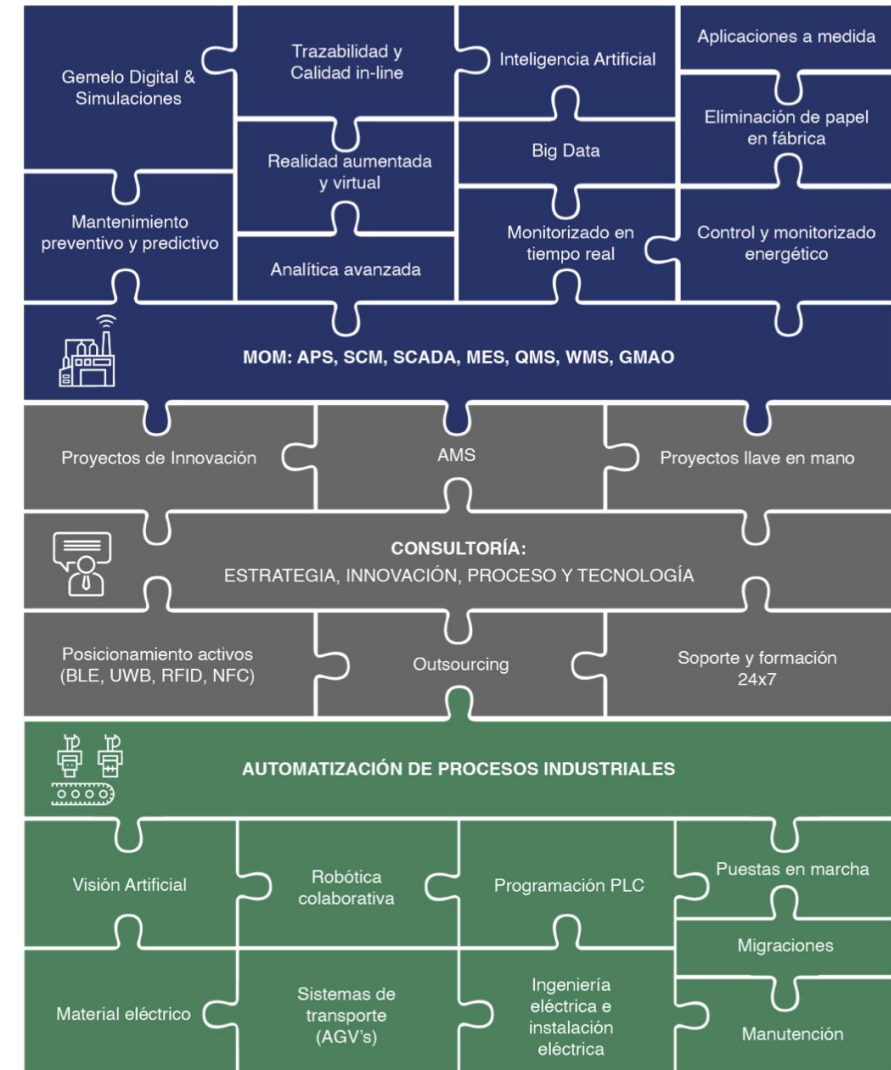 Gemelo Digital &
Simulaciones
Trazabilidad y
Calidad in-line
Inteligencia Artificial
Aplicaciones a medida
Eliminación de papel
en fábrica
Realidad aumentada
y virtual
Big Data
Mantenimiento
preventivo y predictivo
Analítica avanzada
Monitorizado en
tiempo real
Control y monitorizado
energético
MOM: APS, SCM, SCADA, MES, QMS, WMS, GMAO
Proyectos de Innovación
AMS
Proyectos llave en mano
CONSULTORÍA:
ESTRATEGIA, INNOVACIÓN, PROCESO Y TECNOLOGÍA
Posicionamiento activos
(BLE, UWB, RFID, NFC)
Outsourcing
Soporte y formación
24x7
AUTOMATIZACIÓN DE PROCESOS INDUSTRIALES
Visión Artificial
Robótica
colaborativa
Programación PLC
Puestas en marcha
Migraciones
Material eléctrico
Sistemas de
transporte
(AGV's)
Ingeniería
eléctrica e
instalación
eléctrica
Manutención